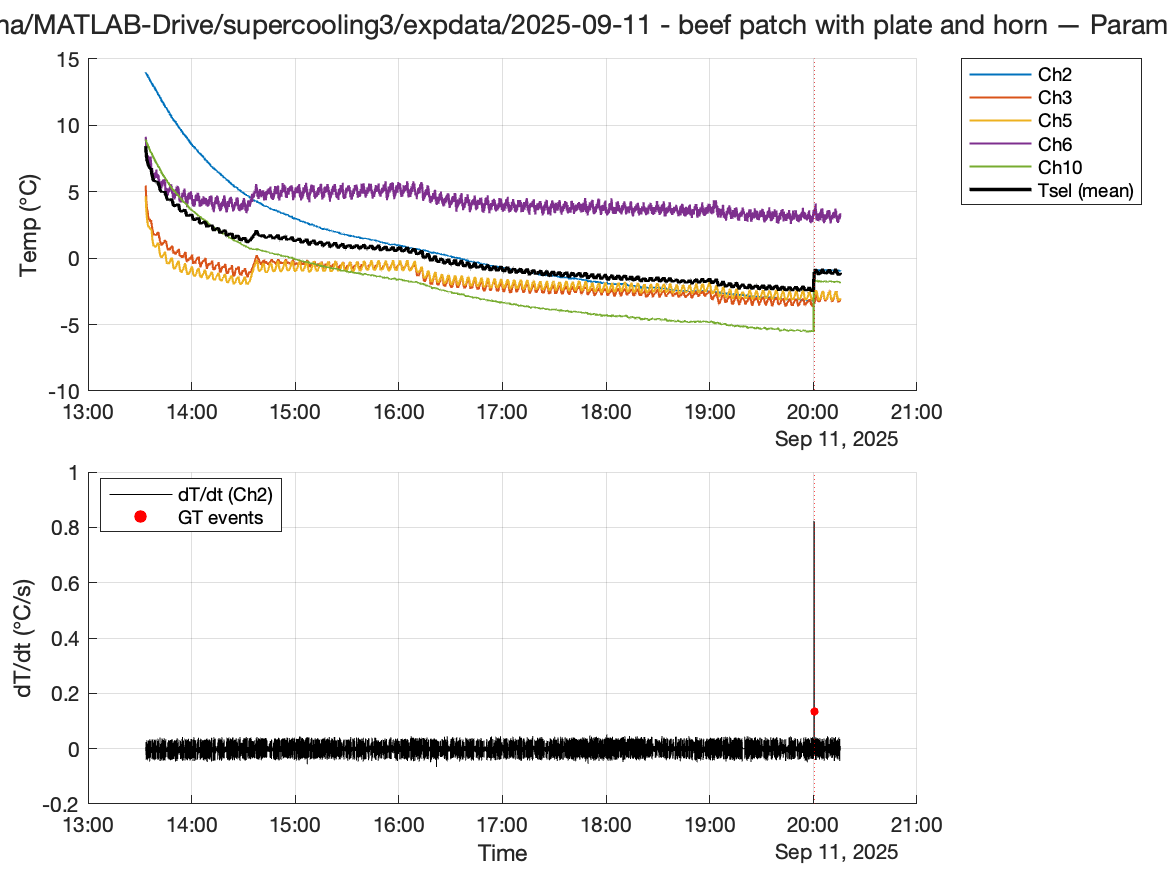 na/MATLAB-Drive/supercooling3/expdata/2025-09-11 - beef patch with plate and horn — Param
15
10
5
0
-5
-10
Temp (°C)
13:00 14:00 15:00 16:00 17:00 18:00 19:00 20:00 21:00
Sep 11, 2025
Ch2
Ch3
Ch5
Ch6
Ch10
Tsel (mean)
1
0.8
0.6
0.4
0.2
0
-0.2
dT/dt (°C/s)
dT/dt (Ch2)
GT events
13:00 14:00 15:00 16:00 17:00 18:00 19:00 20:00 21:00
Time
Sep 11, 2025